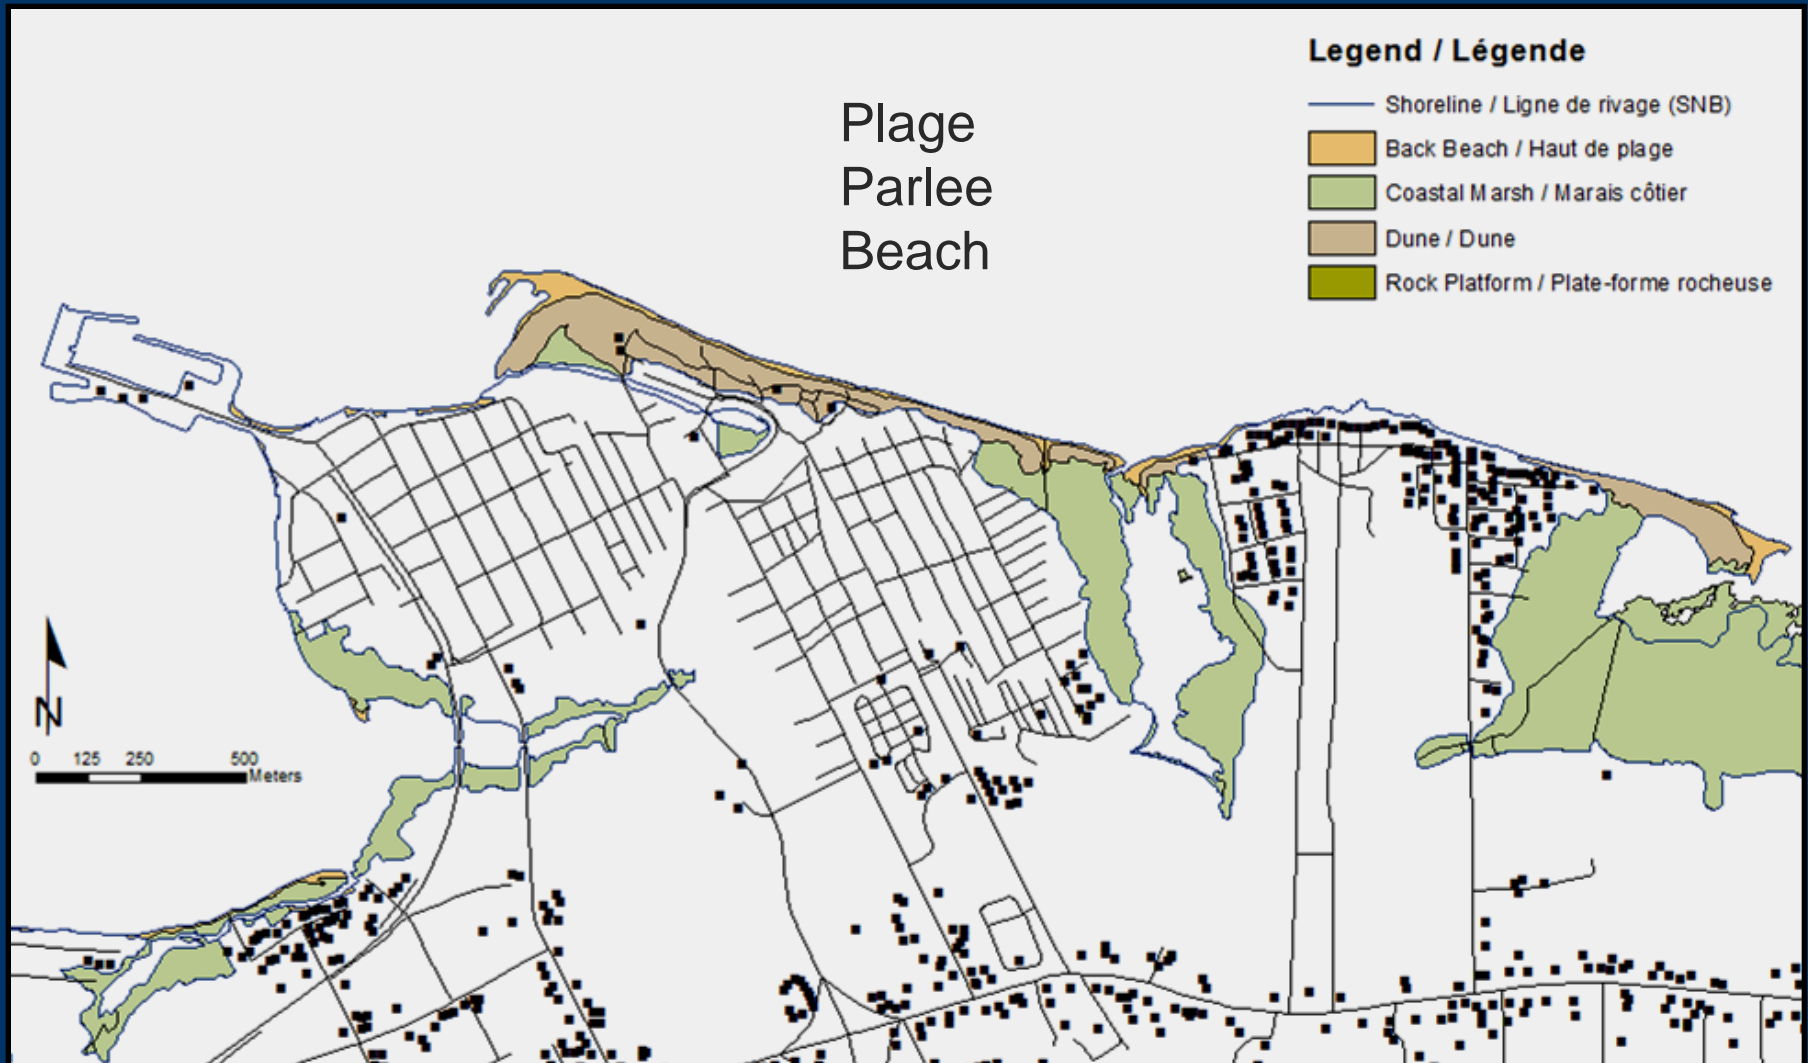 Legend / Légende
Shoreline / Ligne de rivage (SNB)
Back Beach / Haut de plage
Coastal Marsh / Marais côtier
Dune / Dune
Rock Platform / Plate-forme rocheuse
Plage
Parlee
Beach
N
0 125 250 500
Meters